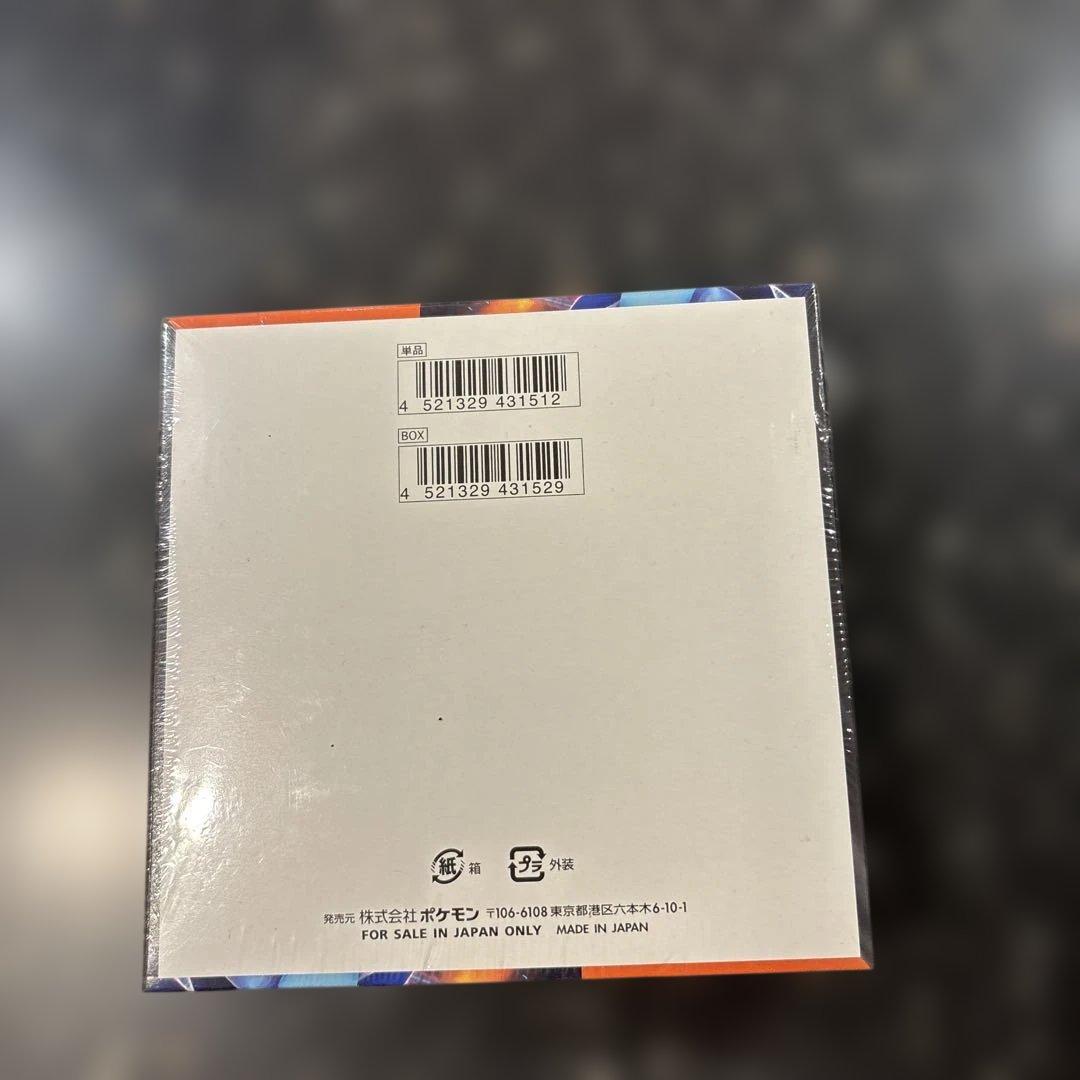 単品
4 521329 431512
BOX
4 521329 431529
紙 箱 プラ 外装
発売元 株式会社 ポケモン 〒106-6108 東京都港区六本木6-10-1
FOR SALE IN JAPAN ONLY MADE IN JAPAN